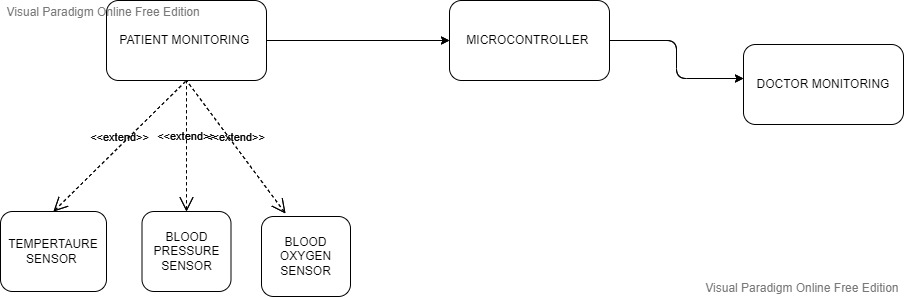 Visual Paradigm Online Free Edition
PATIENT MONITORING
MICROCONTROLLER
DOCTOR MONITORING
<<extend>>
<<extend>>
<<extend>>
TEMPERTAURE
SENSOR
BLOOD
PRESSURE
SENSOR
BLOOD
OXYGEN
SENSOR
Visual Paradigm Online Free Edition